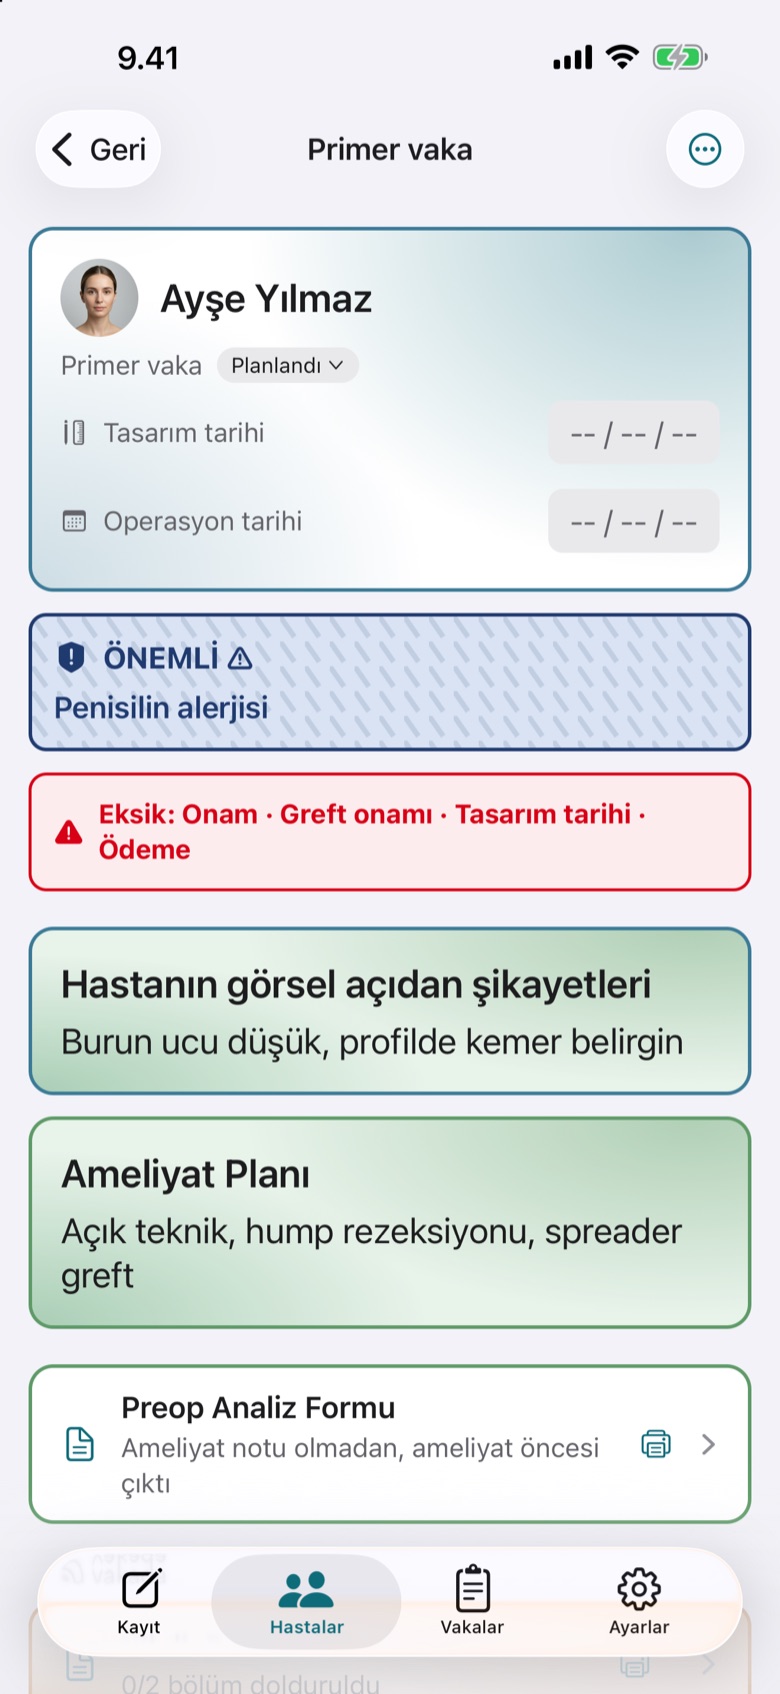 9.41
Geri
Primer vaka
Ayşe Yılmaz
Primer vaka
Planlandı
Tasarım tarihi
-- / -- / --
Operasyon tarihi
-- / -- / --
ÖNEMLİ
Penisilin alerjisi
Eksik: Onam · Greft onamı · Tasarım tarihi ·
Ödeme
Hastanın görsel açıdan şikayetleri
Burun ucu düşük, profilde kemer belirgin
Ameliyat Planı
Açık teknik, hump rezeksiyonu, spreader
greft
Preop Analiz Formu
Ameliyat notu olmadan, ameliyat öncesi
çıktı
Kayıt
Hastalar
Vakalar
Ayarlar
0/2 bölüm dolduruldu